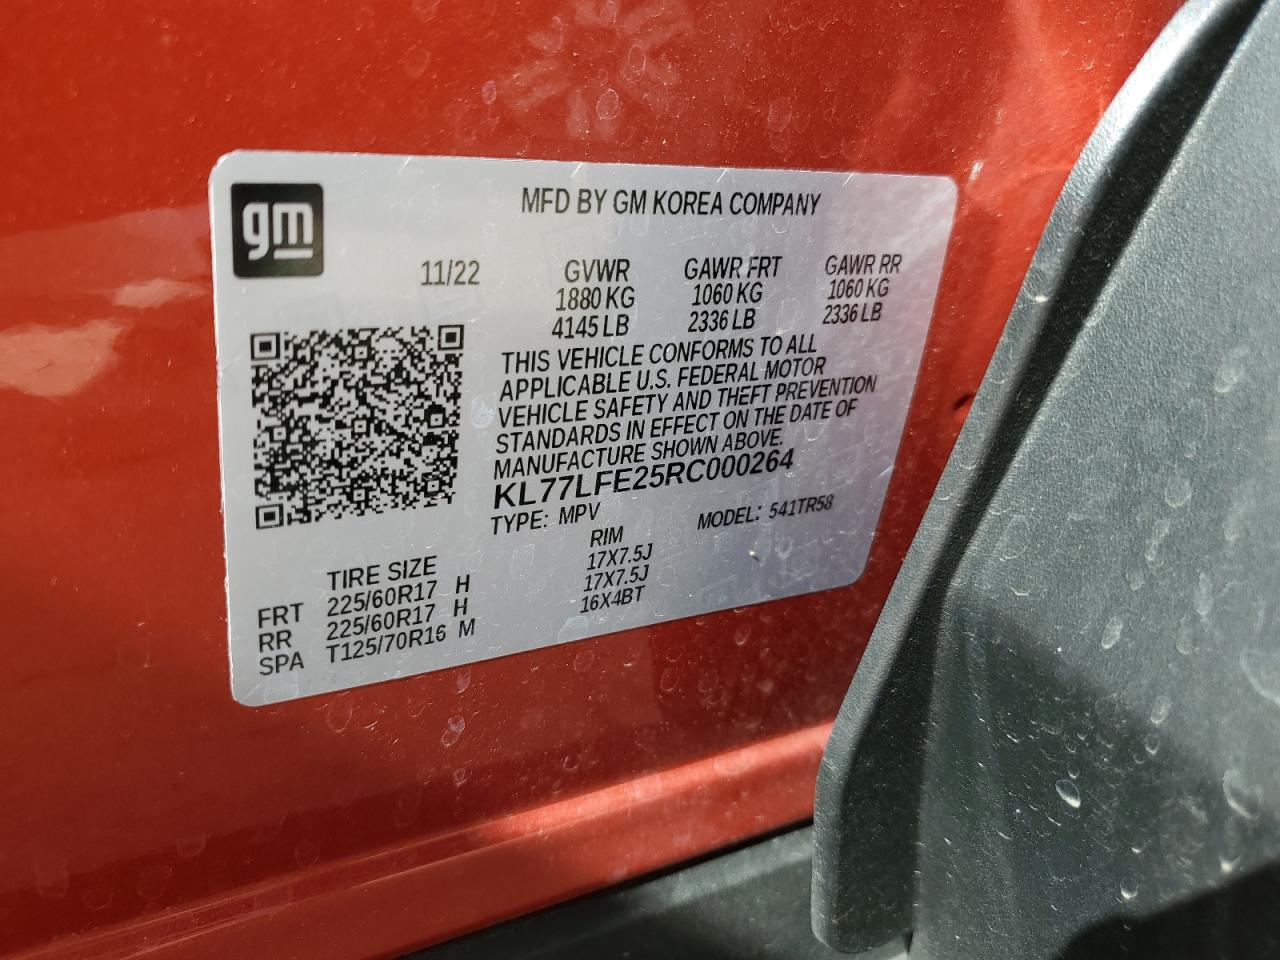 gm
MFD BY GM KOREA COMPANY
11/22
GVWR GAWR FRT GAWR RR
1880 KG 1060 KG 1060 KG
4145 LB 2336 LB 2336 LB
THIS VEHICLE CONFORMS TO ALL
APPLICABLE U.S. FEDERAL MOTOR
VEHICLE SAFETY AND THEFT PREVENTION
STANDARDS IN EFFECT ON THE DATE OF
MANUFACTURE SHOWN ABOVE.
KL77LFE25RC000264
TYPE: MPV MODEL: 541TR58
TIRE SIZE RIM
FRT 225/60R17 H 17X7.5J
RR 225/60R17 H 17X7.5J
SPA T125/70R16 M 16X4BT